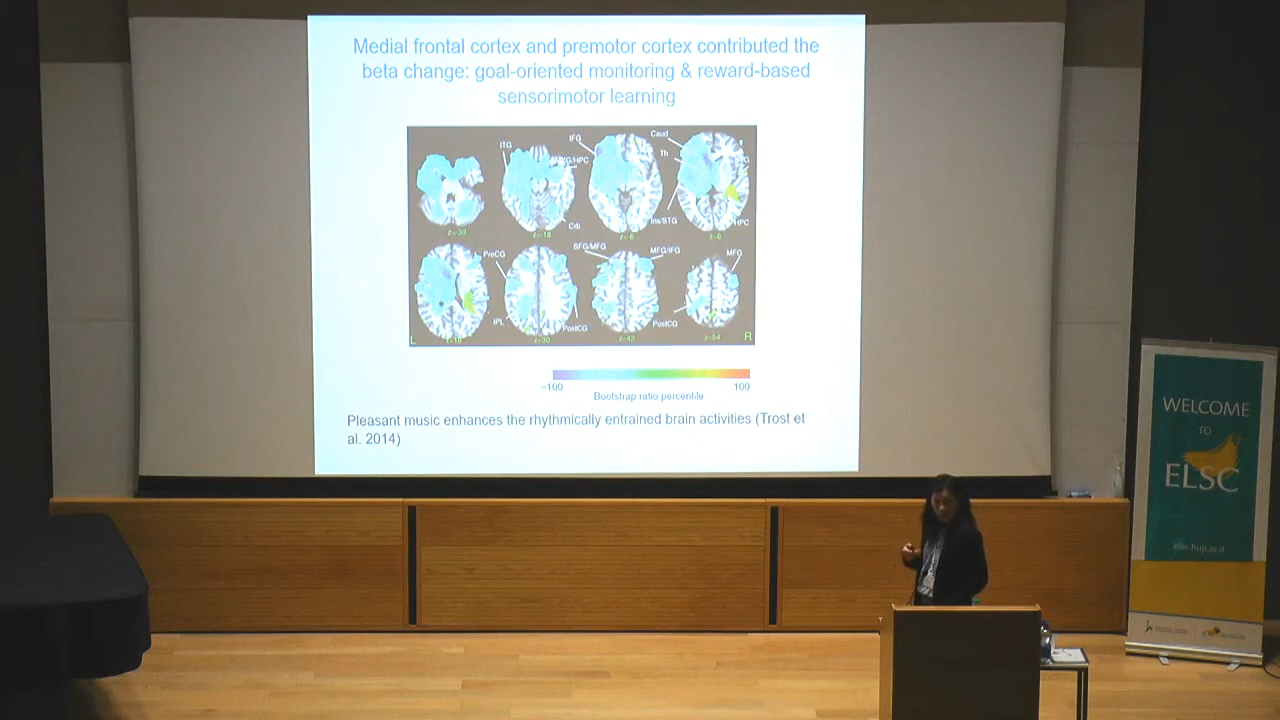 Medial frontal cortex and premotor cortex contributed the
beta change: goal-oriented monitoring & reward-based
sensorimotor learning
ITG
IFG
Caud
Th
Crb
Ins/STG
HPC
z=-30
z=-18
z=-6
z=6
PreCG
SFG/MFG
MFG/IFG
MFG
IPL
PostCG
PostCG
L
z=18
z=30
z=42
z=54
R
-100
100
Bootstrap ratio percentile
Pleasant music enhances the rhythmically entrained brain activities (Trost et
al. 2014)
WELCOME
TO
ELSC
elsc.huji.ac.il